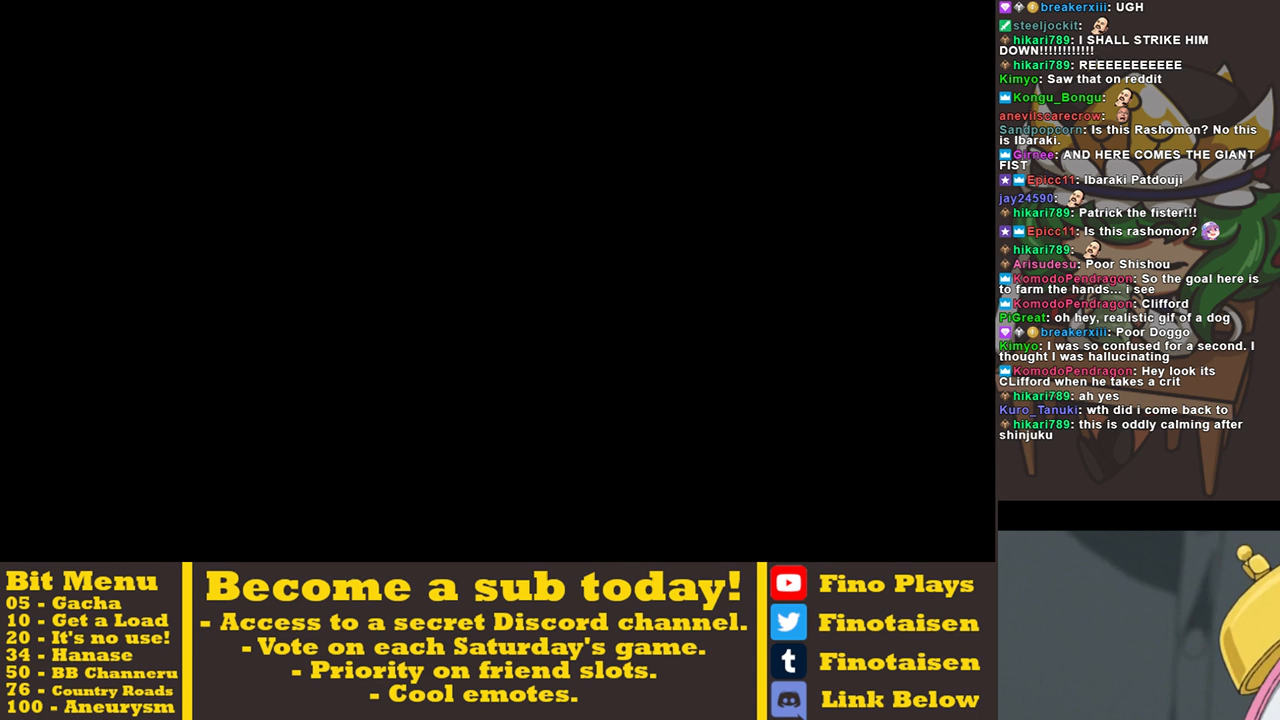 breakerxiii: UGH
steeljockit:
hikari789: I SHALL STRIKE HIM
DOWN!!!!!!!!!!!!
hikari789: REEEEEEEEEEE
Kimyo: Saw that on reddit
Kongu_Bongu:
anevilscarecrow:
Sandpopcorn: Is this Rashomon? No this
is Ibaraki.
Girnee: AND HERE COMES THE GIANT
FIST
Epicc11: Ibaraki Patdouji
jay24590:
hikari789: Patrick the fister!!!
Epicc11: Is this rashomon?
hikari789:
Arisudesu: Poor Shishou
KomodoPendragon: So the goal here is
to farm the hands... i see
KomodoPendragon: Clifford
PiGreat: oh hey, realistic gif of a dog
breakerxiii: Poor Doggo
Kimyo: I was so confused for a second. I
thought I was hallucinating
KomodoPendragon: Hey look its
CLifford when he takes a crit
hikari789: ah yes
Kuro_Tanuki: wth did i come back to
hikari789: this is oddly calming after
shinjuku
Bit Menu
05 - Gacha
10 - Get a Load
20 - It's no use!
34 - Hanase
50 - BB Channeru
76 - Country Roads
100 - Aneurysm
Become a sub today!
- Access to a secret Discord channel.
- Vote on each Saturday's game.
- Priority on friend slots.
- Cool emotes.
Fino Plays
Finotaisen
t Finotaisen
Link Below